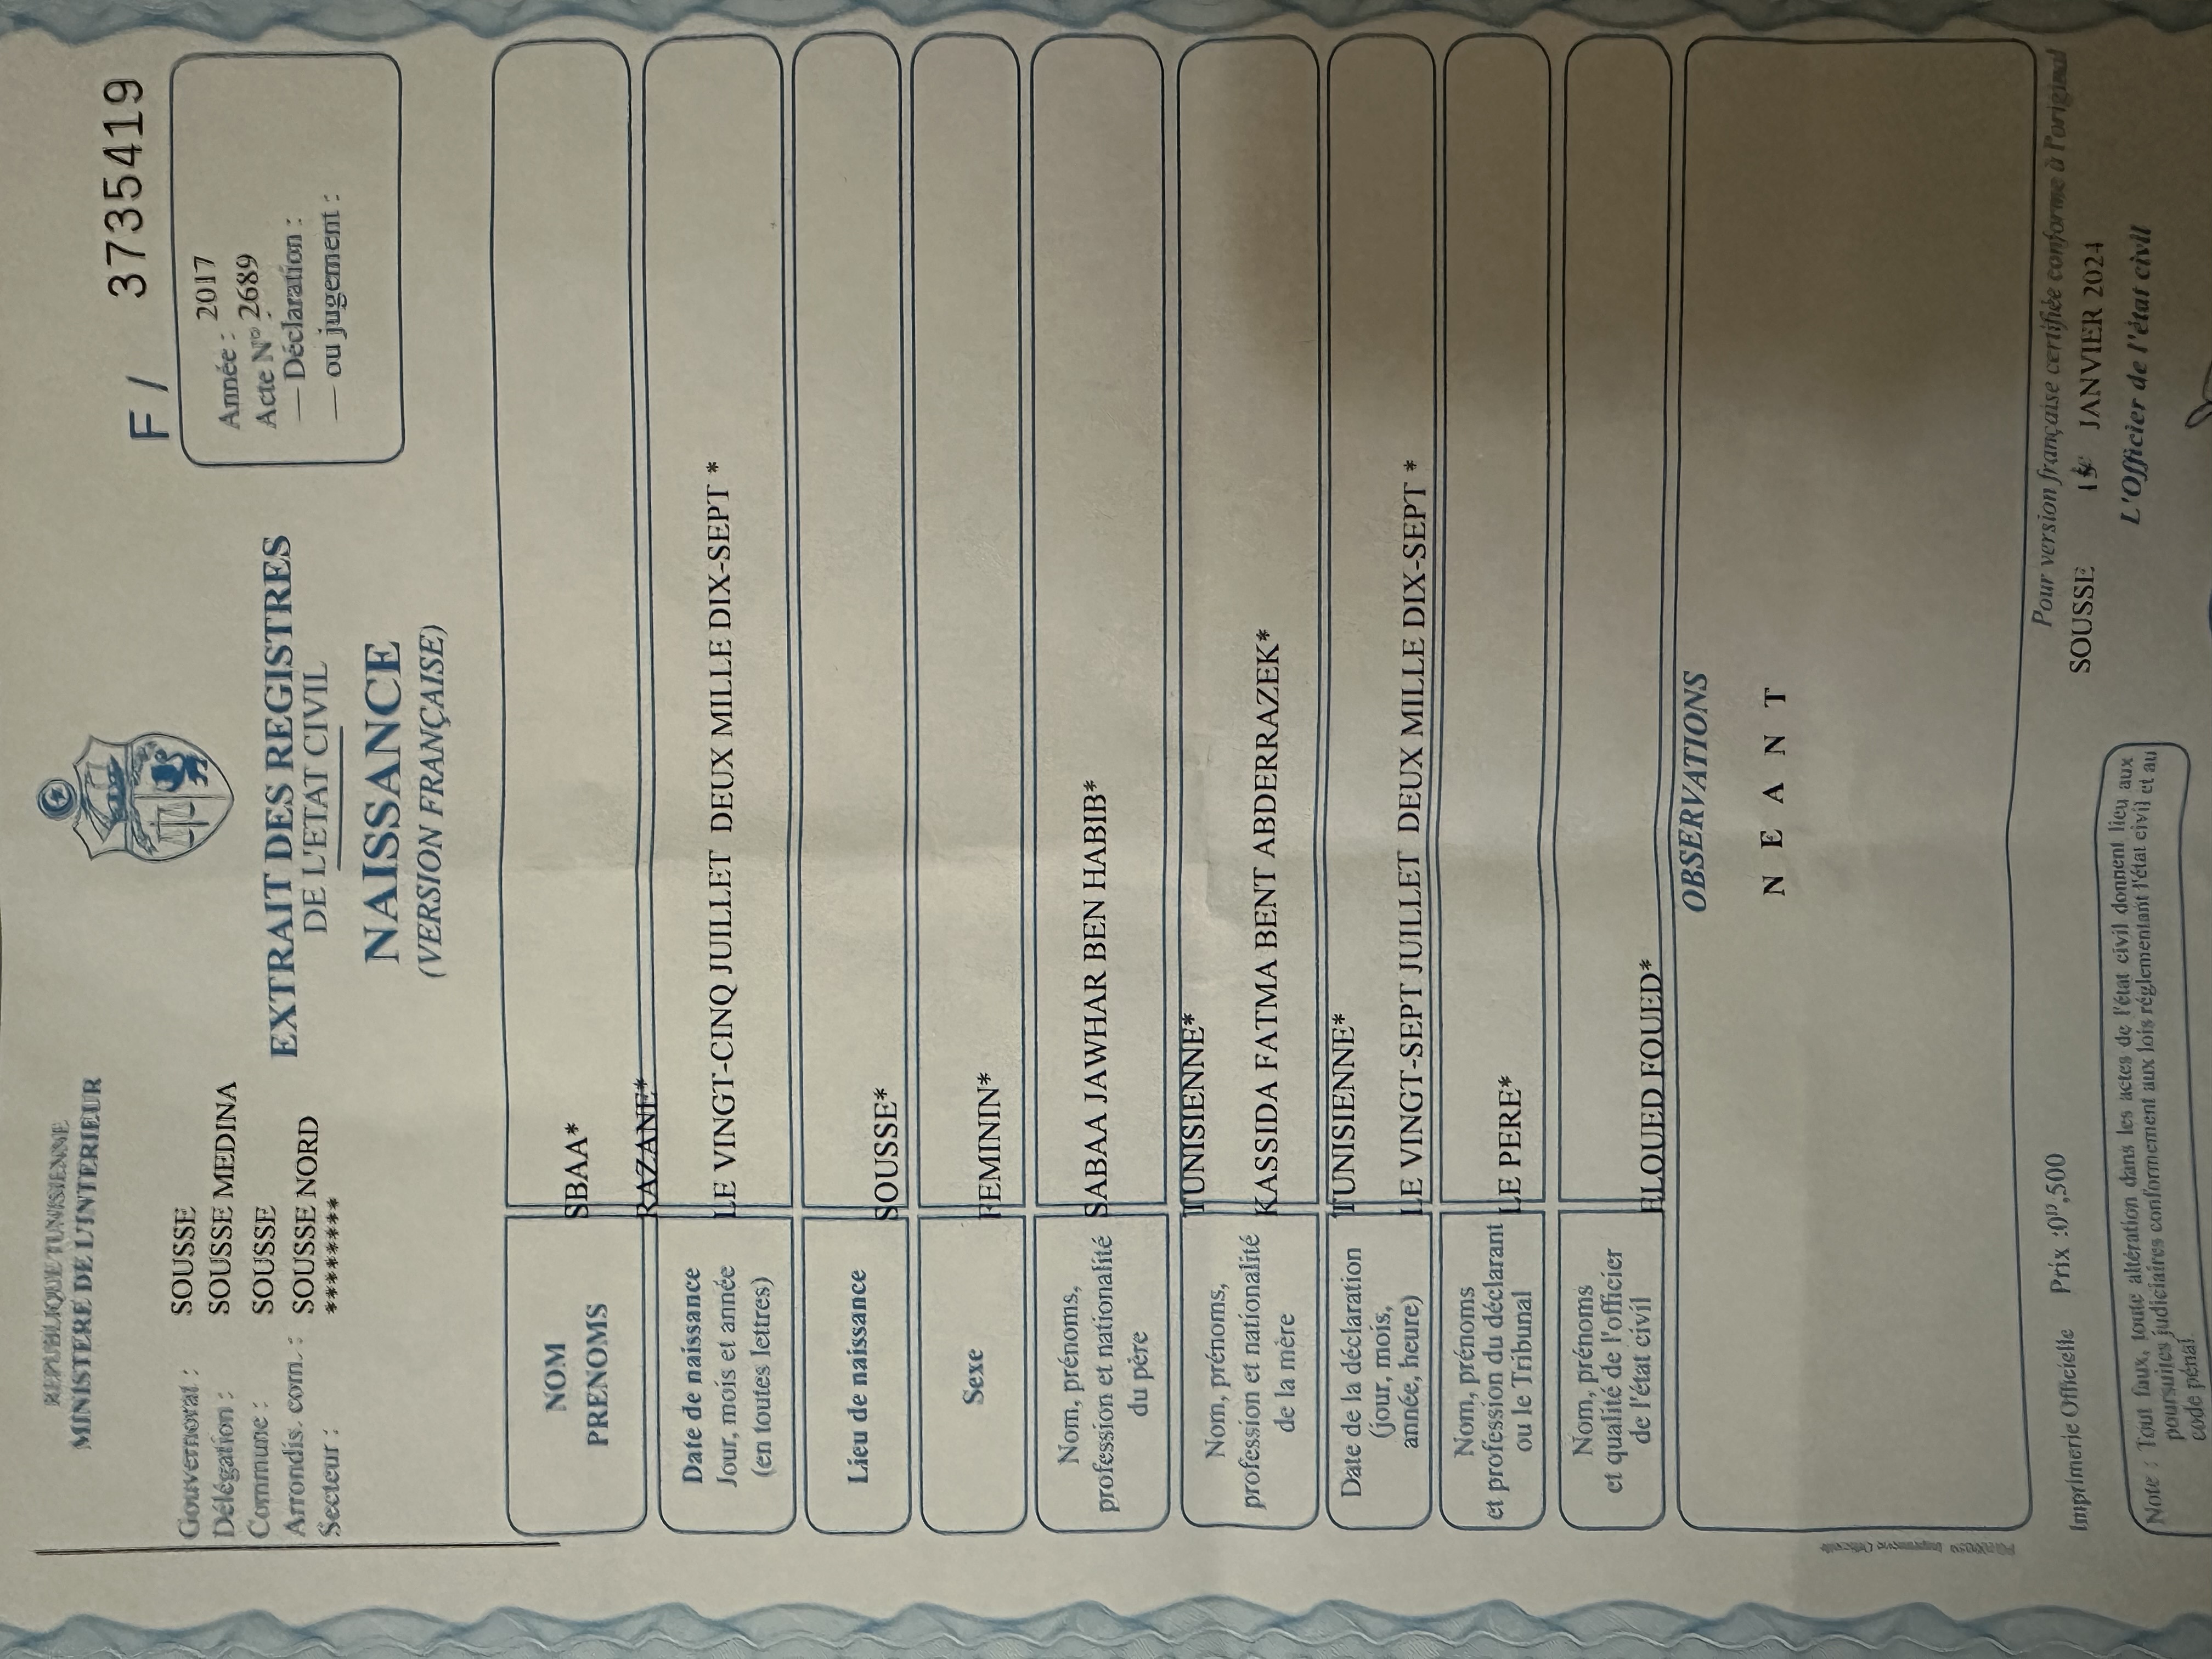 REPUBLIQUE TUNISIENNE
MINISTERE DE L'INTERIEUR
Gouvernorat : SOUSSE
Délégation : SOUSSE MEDINA
Commune : SOUSSE
Arrondis. com. : SOUSSE NORD
Secteur : ********
EXTRAIT DES REGISTRES
DE L'ETAT CIVIL
NAISSANCE
(VERSION FRANÇAISE)
F / 3735419
Année : 2017
Acte N° 2689
— Déclaration :
— ou jugement :
NOM
PRENOMS
SBAA*
RAZANE*
Date de naissance
Jour, mois et année
(en toutes lettres)
LE VINGT-CINQ JUILLET DEUX MILLE DIX-SEPT *
Lieu de naissance
SOUSSE*
Sexe
FEMININ*
Nom, prénoms,
profession et nationalité
du père
SABAA JAWHAR BEN HABIB*
TUNISIENNE*
Nom, prénoms,
profession et nationalité
de la mère
KASSIDA FATMA BENT ABDERRAZEK*
TUNISIENNE*
Date de la déclaration
(jour, mois,
année, heure)
LE VINGT-SEPT JUILLET DEUX MILLE DIX-SEPT *
Nom, prénoms
et profession du déclarant
ou le Tribunal
LE PERE*
Nom, prénoms
et qualité de l'officier
de l'état civil
ELOUED FOUED*
OBSERVATIONS
N E A N T
Pour version française certifiée conforme à l'original
SOUSSE JANVIER 2024
L'Officier de l'état civil
Imprimerie Officielle Prix :0D,500
Note : Tout faux, toute altération dans les actes de l'état civil donnent lieu aux
poursuites judiciaires conformement aux lois réglementant l'état civil et au
code pénal.